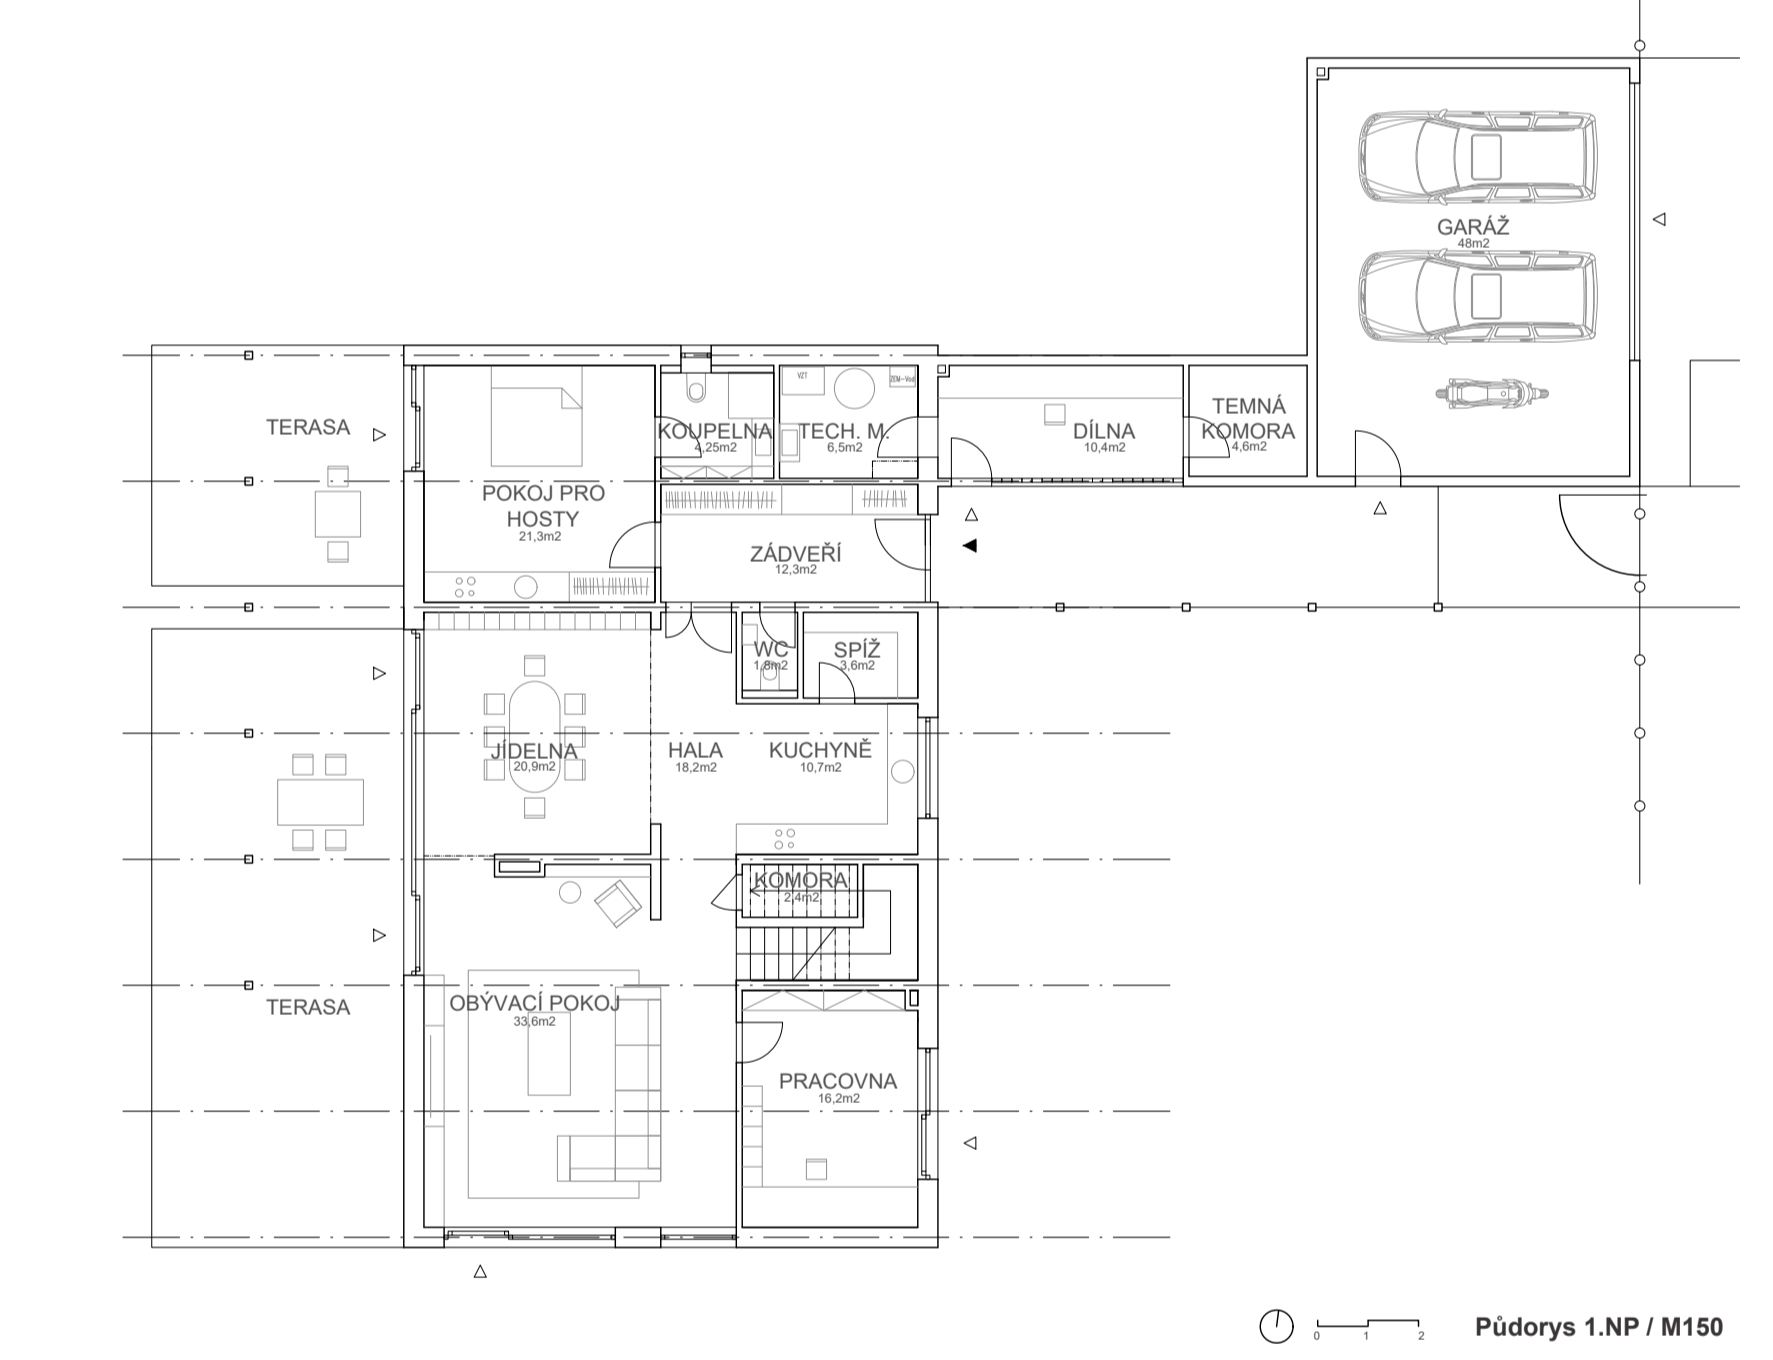 GARÁŽ
48m2
VZT
ZEM-Vod
TERASA
KOUPELNA
4,25m2
TECH. M.
6,5m2
DÍLNA
10,4m2
TEMNÁ
KOMORA
4,6m2
POKOJ PRO
HOSTY
21,3m2
ZÁDVEŘÍ
12,3m2
WC
1,8m2
SPÍŽ
3,6m2
JÍDELNA
20,9m2
HALA
18,2m2
KUCHYNĚ
10,7m2
KOMORA
2,4m2
TERASA
OBÝVACÍ POKOJ
33,6m2
PRACOVNA
16,2m2
0 1 2
Půdorys 1.NP / M150